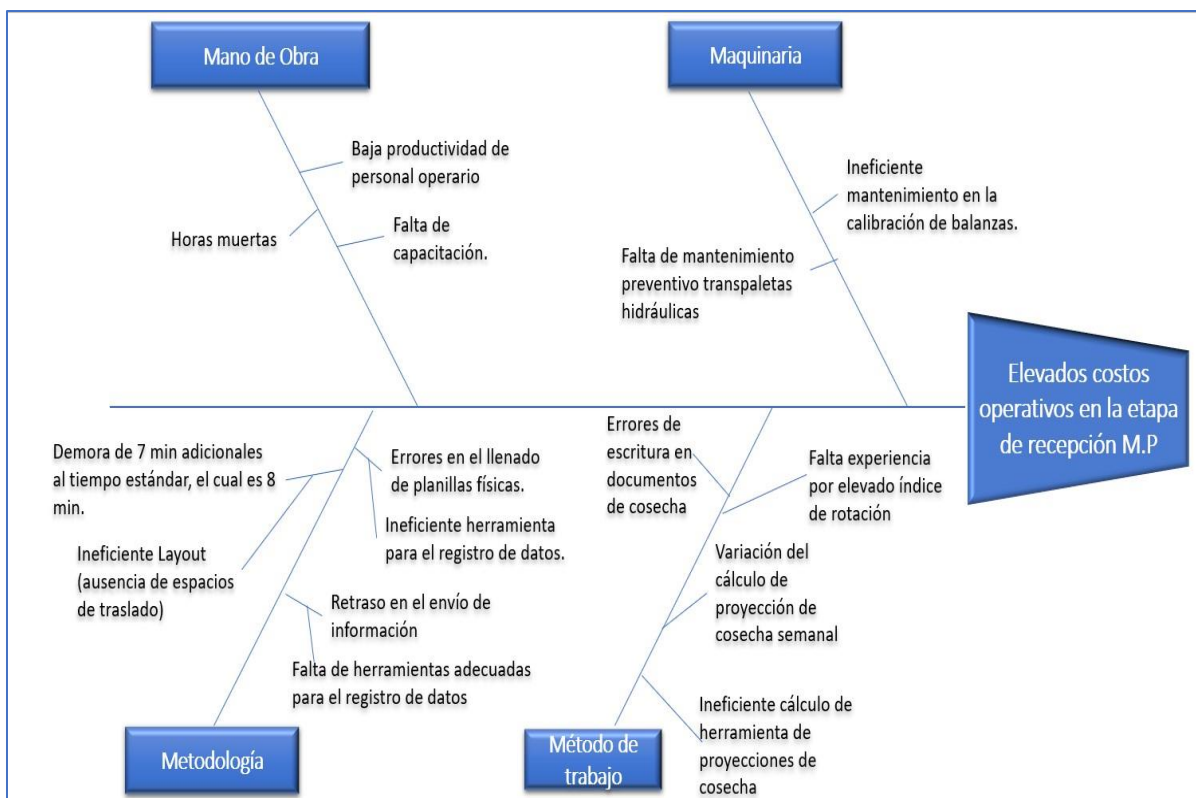 Mano de Obra
Maquinaria
Baja productividad de
personal operario
Horas muertas
Falta de
capacitación.
Ineficiente
mantenimiento en la
calibración de balanzas.
Falta de mantenimiento
preventivo transpaletas
hidráulicas
Elevados costos
operativos en la etapa
de recepción M.P
Demora de 7 min adicionales
al tiempo estándar, el cual es 8
min.
Errores en el llenado
de planillas físicas.
Ineficiente herramienta
para el registro de datos.
Ineficiente Layout
(ausencia de espacios
de traslado)
Retraso en el envío de
información
Falta de herramientas adecuadas
para el registro de datos
Metodología
Errores de
escritura en
documentos
de cosecha
Falta experiencia
por elevado índice
de rotación
Variación del
cálculo de
proyección de
cosecha semanal
Ineficiente cálculo de
herramienta de
proyecciones de
cosecha
Método de
trabajo